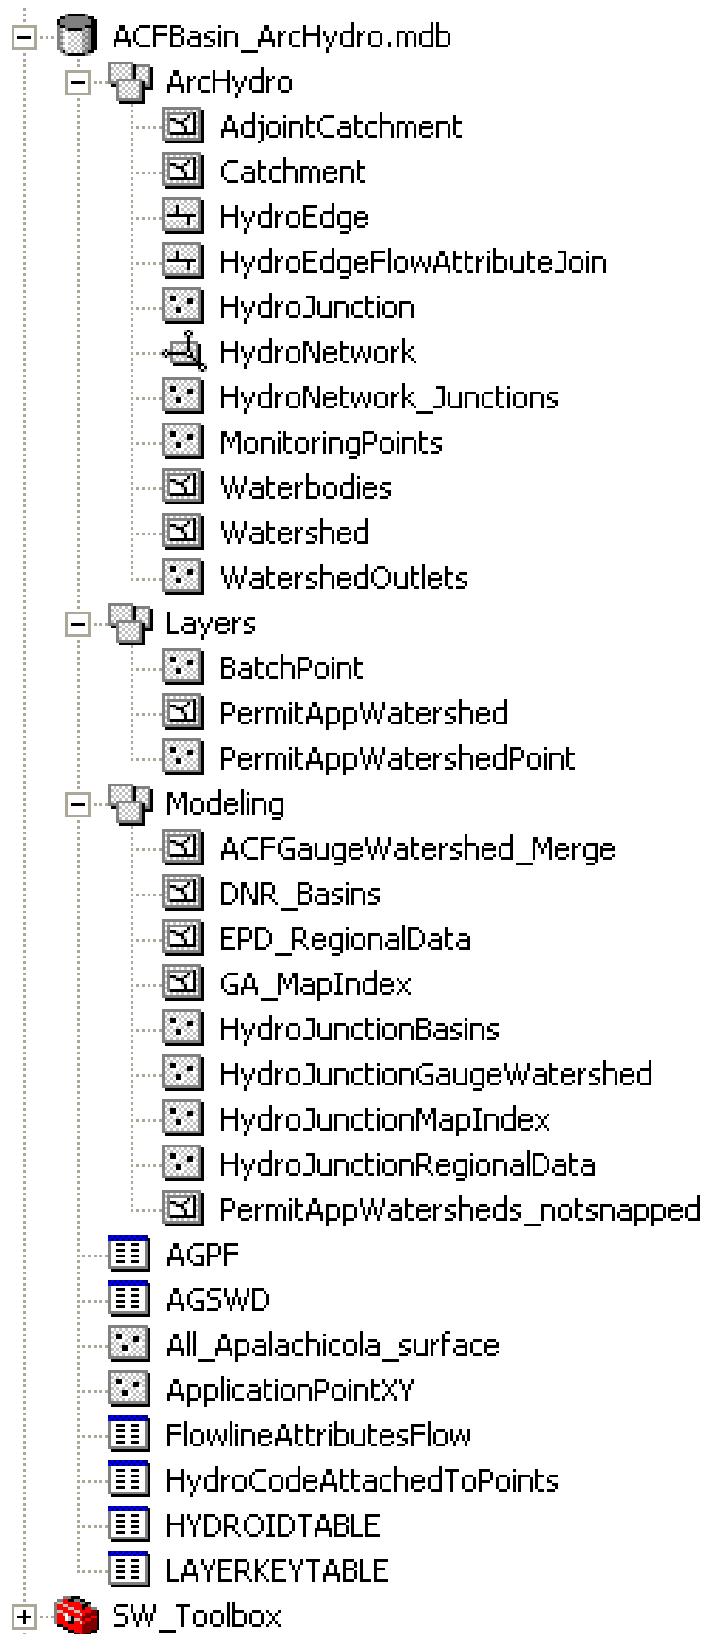 ACFBasin_ArcHydro.mdb
ArcHydro
AdjointCatchment
Catchment
HydroEdge
HydroEdgeFlowAttributeJoin
HydroJunction
HydroNetwork
HydroNetwork_Junctions
MonitoringPoints
Waterbodies
Watershed
WatershedOutlets
Layers
BatchPoint
PermitAppWatershed
PermitAppWatershedPoint
Modeling
ACFGaugeWatershed_Merge
DNR_Basins
EPD_RegionalData
GA_MapIndex
HydroJunctionBasins
HydroJunctionGaugeWatershed
HydroJunctionMapIndex
HydroJunctionRegionalData
PermitAppWatersheds_notsnapped
AGPF
AGSWD
All_Apalachicola_surface
ApplicationPointXY
FlowlineAttributesFlow
HydroCodeAttachedToPoints
HYDROIDTABLE
LAYERKEYTABLE
SW_Toolbox